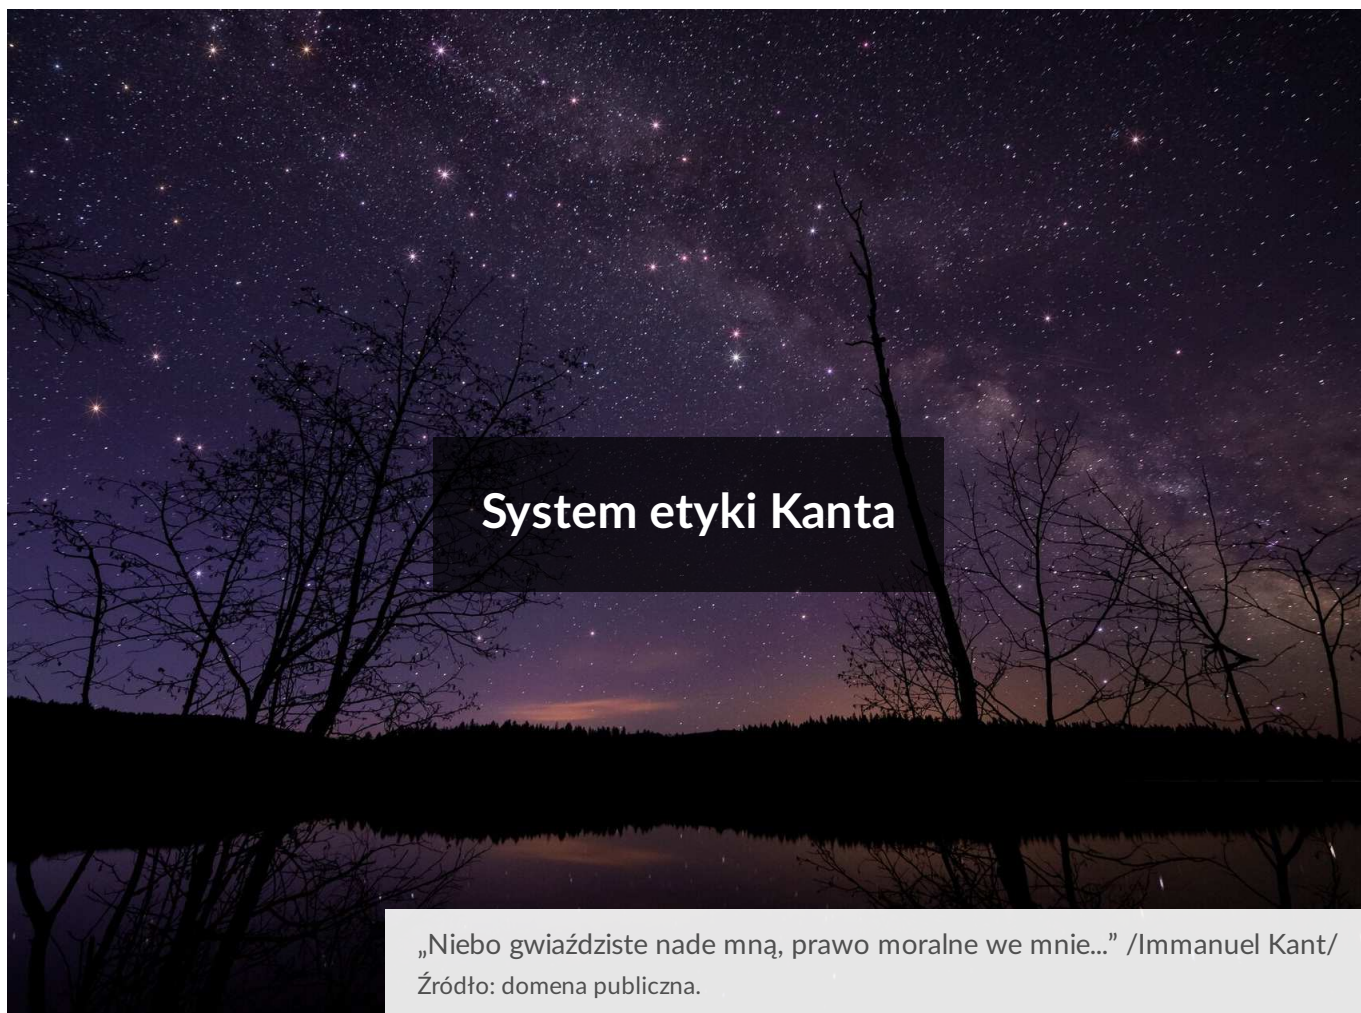 System etyki Kanta
„Niebo gwiaździste nade mną, prawo moralne we mnie...” /Immanuel Kant/
Źródło: domena publiczna.